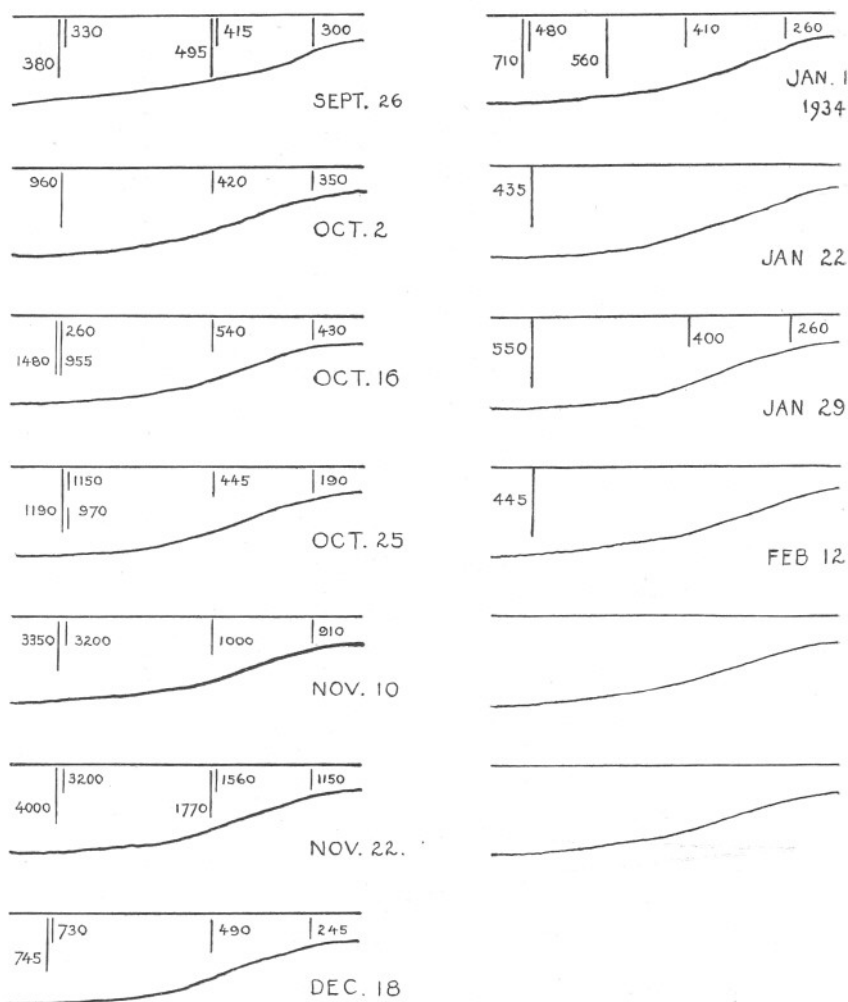 330 415 300
380 495
SEPT. 26
960 420 350
OCT. 2
260 540 430
1480 955
OCT. 16
1150 445 190
1190 970
OCT. 25
3350 3200 1000 910
NOV. 10
3200 1560 1150
4000 1770
NOV. 22.
730 490 245
745
DEC. 18
480 410 260
710 560
JAN. 1
1934
435
JAN 22
550 400 260
JAN 29
445
FEB 12